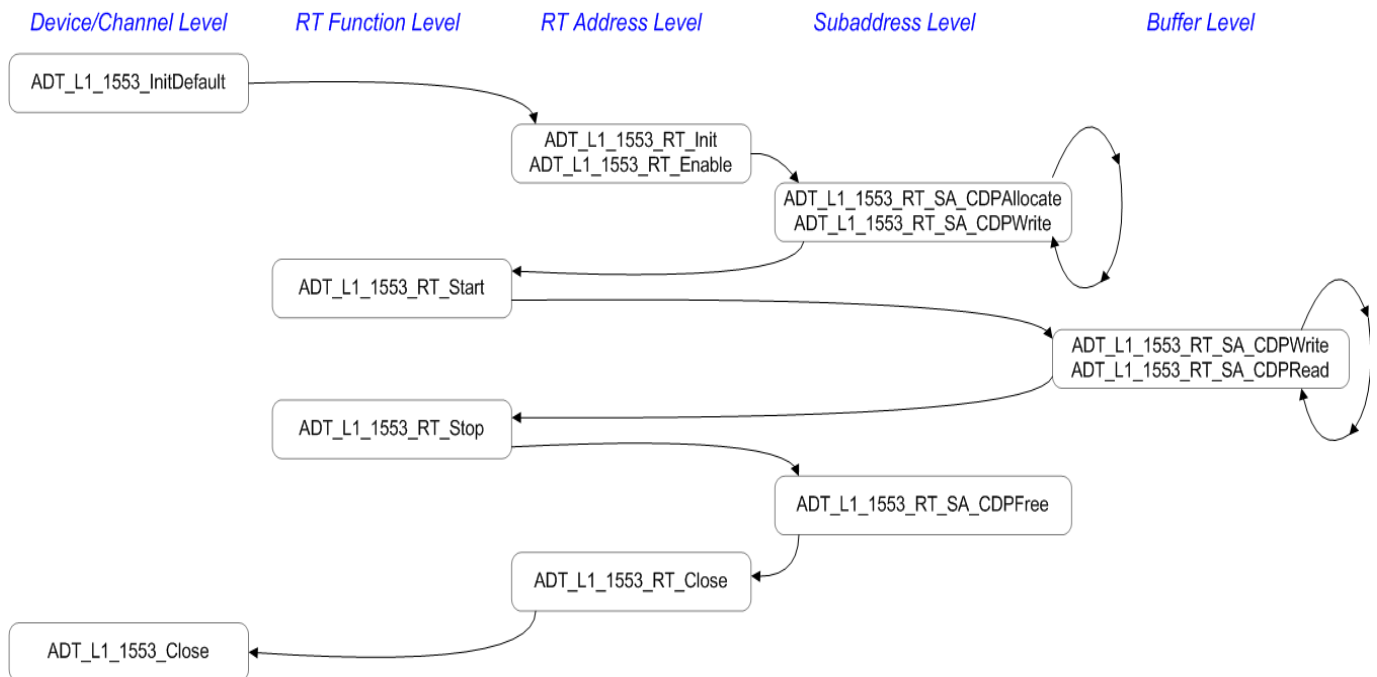 Device/Channel Level
RT Function Level
RT Address Level
Subaddress Level
Buffer Level
ADT_L1_1553_InitDefault
ADT_L1_1553_RT_Init
ADT_L1_1553_RT_Enable
ADT_L1_1553_RT_SA_CDPAllocate
ADT_L1_1553_RT_SA_CDPWrite
ADT_L1_1553_RT_Start
ADT_L1_1553_RT_SA_CDPWrite
ADT_L1_1553_RT_SA_CDPRead
ADT_L1_1553_RT_Stop
ADT_L1_1553_RT_SA_CDPFree
ADT_L1_1553_RT_Close
ADT_L1_1553_Close